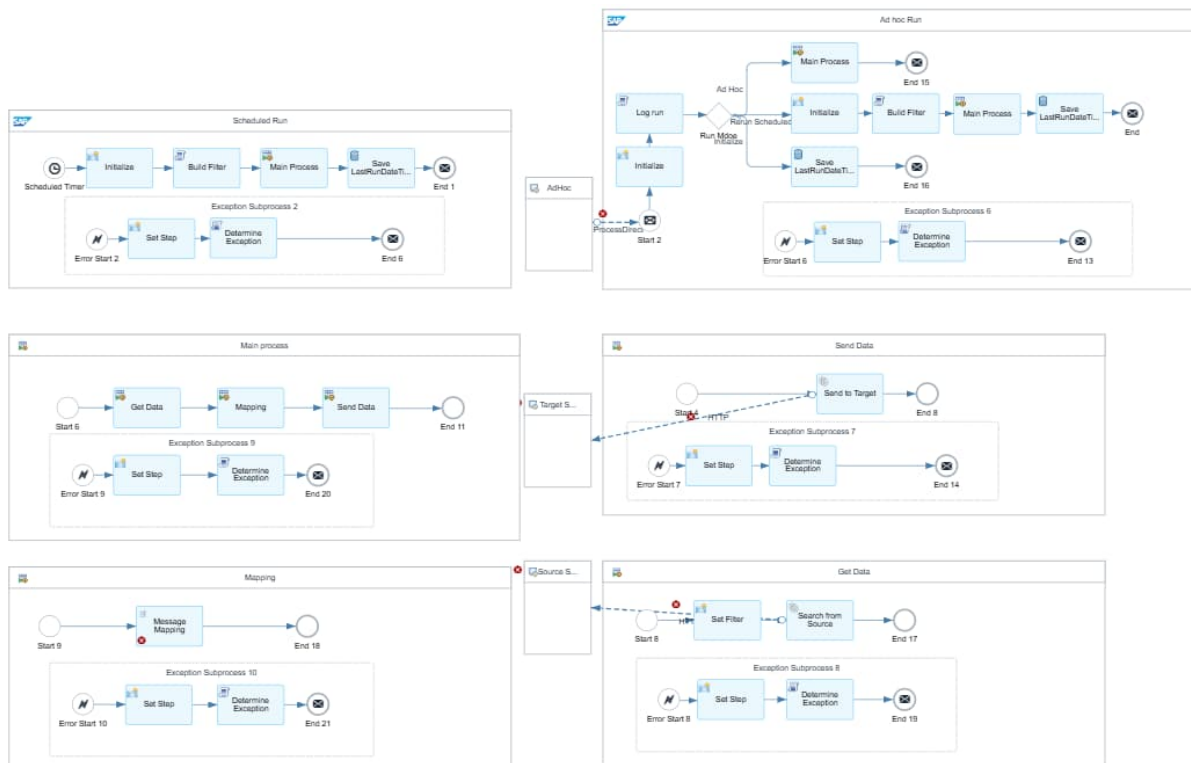 SAP
Scheduled Run
Scheduled Timer
Initialize
Build Filter
Main Process
Save
LastRunDateTi...
End 1
Exception Subprocess 2
Error Start 2
Set Step
Determine
Exception
End 6
AdHoc
ProcessDirect
SAP
Ad hoc Run
Start 2
Initialize
Log run
Run Mdoe
Ad Hoc
Rerun Scheduled
Initialize
Main Process
End 15
Initialize
Build Filter
Main Process
Save
LastRunDateTi...
End
Save
LastRunDateTi...
End 16
Exception Subprocess 6
Error Start 6
Set Step
Determine
Exception
End 13
Main process
Start 6
Get Data
Mapping
Send Data
End 11
Exception Subprocess 9
Error Start 9
Set Step
Determine
Exception
End 20
Target S...
Send Data
Start 4
HTTP
Send to Target
End 8
Exception Subprocess 7
Error Start 7
Set Step
Determine
Exception
End 14
Mapping
Start 9
Message
Mapping
End 18
Exception Subprocess 10
Error Start 10
Set Step
Determine
Exception
End 21
Source S...
Get Data
Start 8
Set Filter
Search from
Source
End 17
Exception Subprocess 8
Error Start 8
Set Step
Determine
Exception
End 19